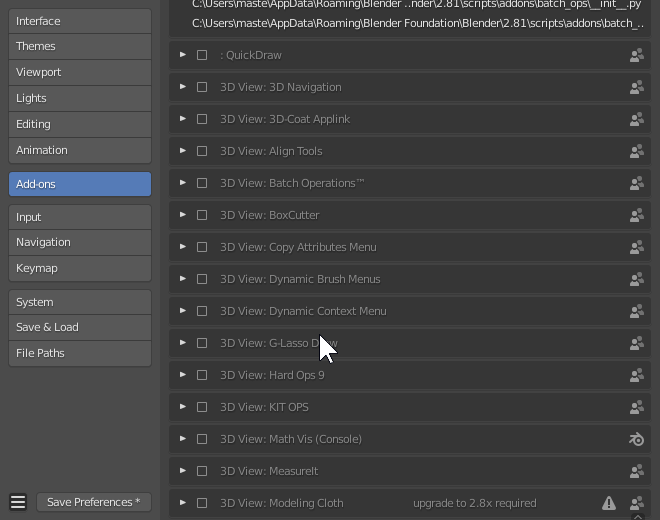 C:\Users\maste\AppData\Roaming\Blender ..nder\2.81\scripts\addons\batch_ops\__init__.py
C:\Users\maste\AppData\Roaming\Blender Foundation\Blender\2.81\scripts\addons\batch_..
Interface
Themes
Viewport
Lights
Editing
Animation
Add-ons
Input
Navigation
Keymap
System
Save & Load
File Paths
Save Preferences *
: QuickDraw
3D View: 3D Navigation
3D View: 3D-Coat Applink
3D View: Align Tools
3D View: Batch Operations™
3D View: BoxCutter
3D View: Copy Attributes Menu
3D View: Dynamic Brush Menus
3D View: Dynamic Context Menu
3D View: G-Lasso Draw
3D View: Hard Ops 9
3D View: KIT OPS
3D View: Math Vis (Console)
3D View: MeasureIt
3D View: Modeling Cloth upgrade to 2.8x required